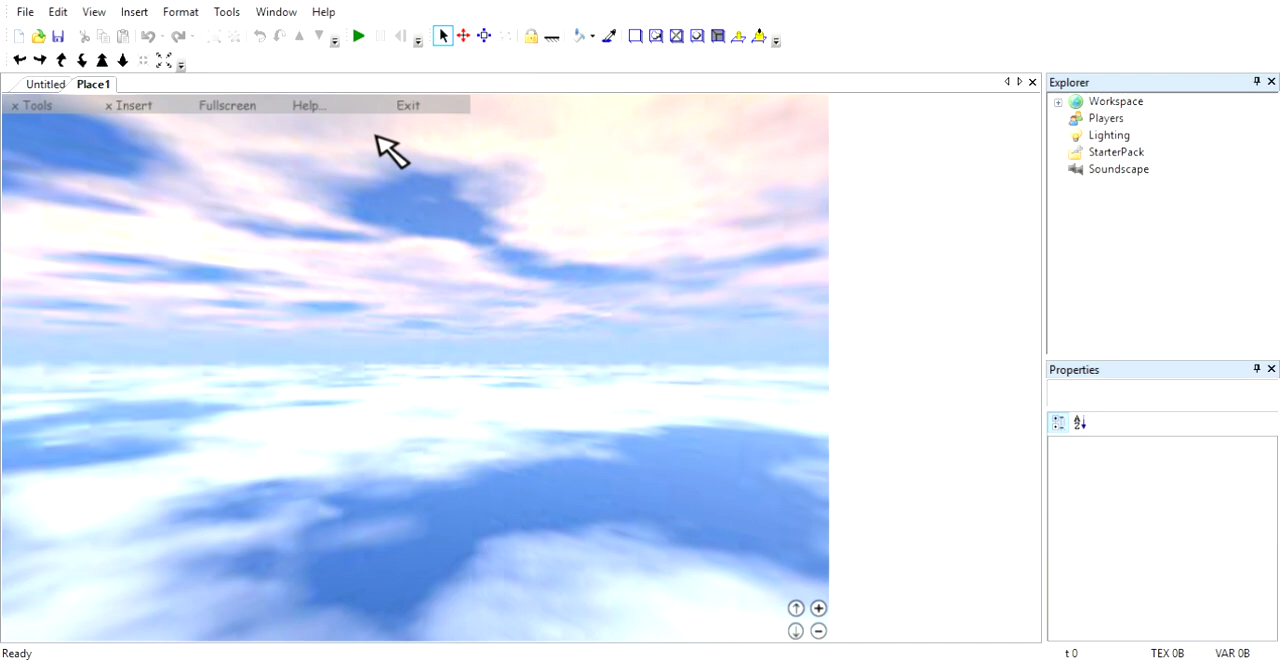 File Edit View Insert Format Tools Window Help
Untitled Place1
Explorer
x Tools x Insert Fullscreen Help... Exit
Workspace
Players
Lighting
StarterPack
Soundscape
Properties
Ready t 0 TEX 0B VAR 0B